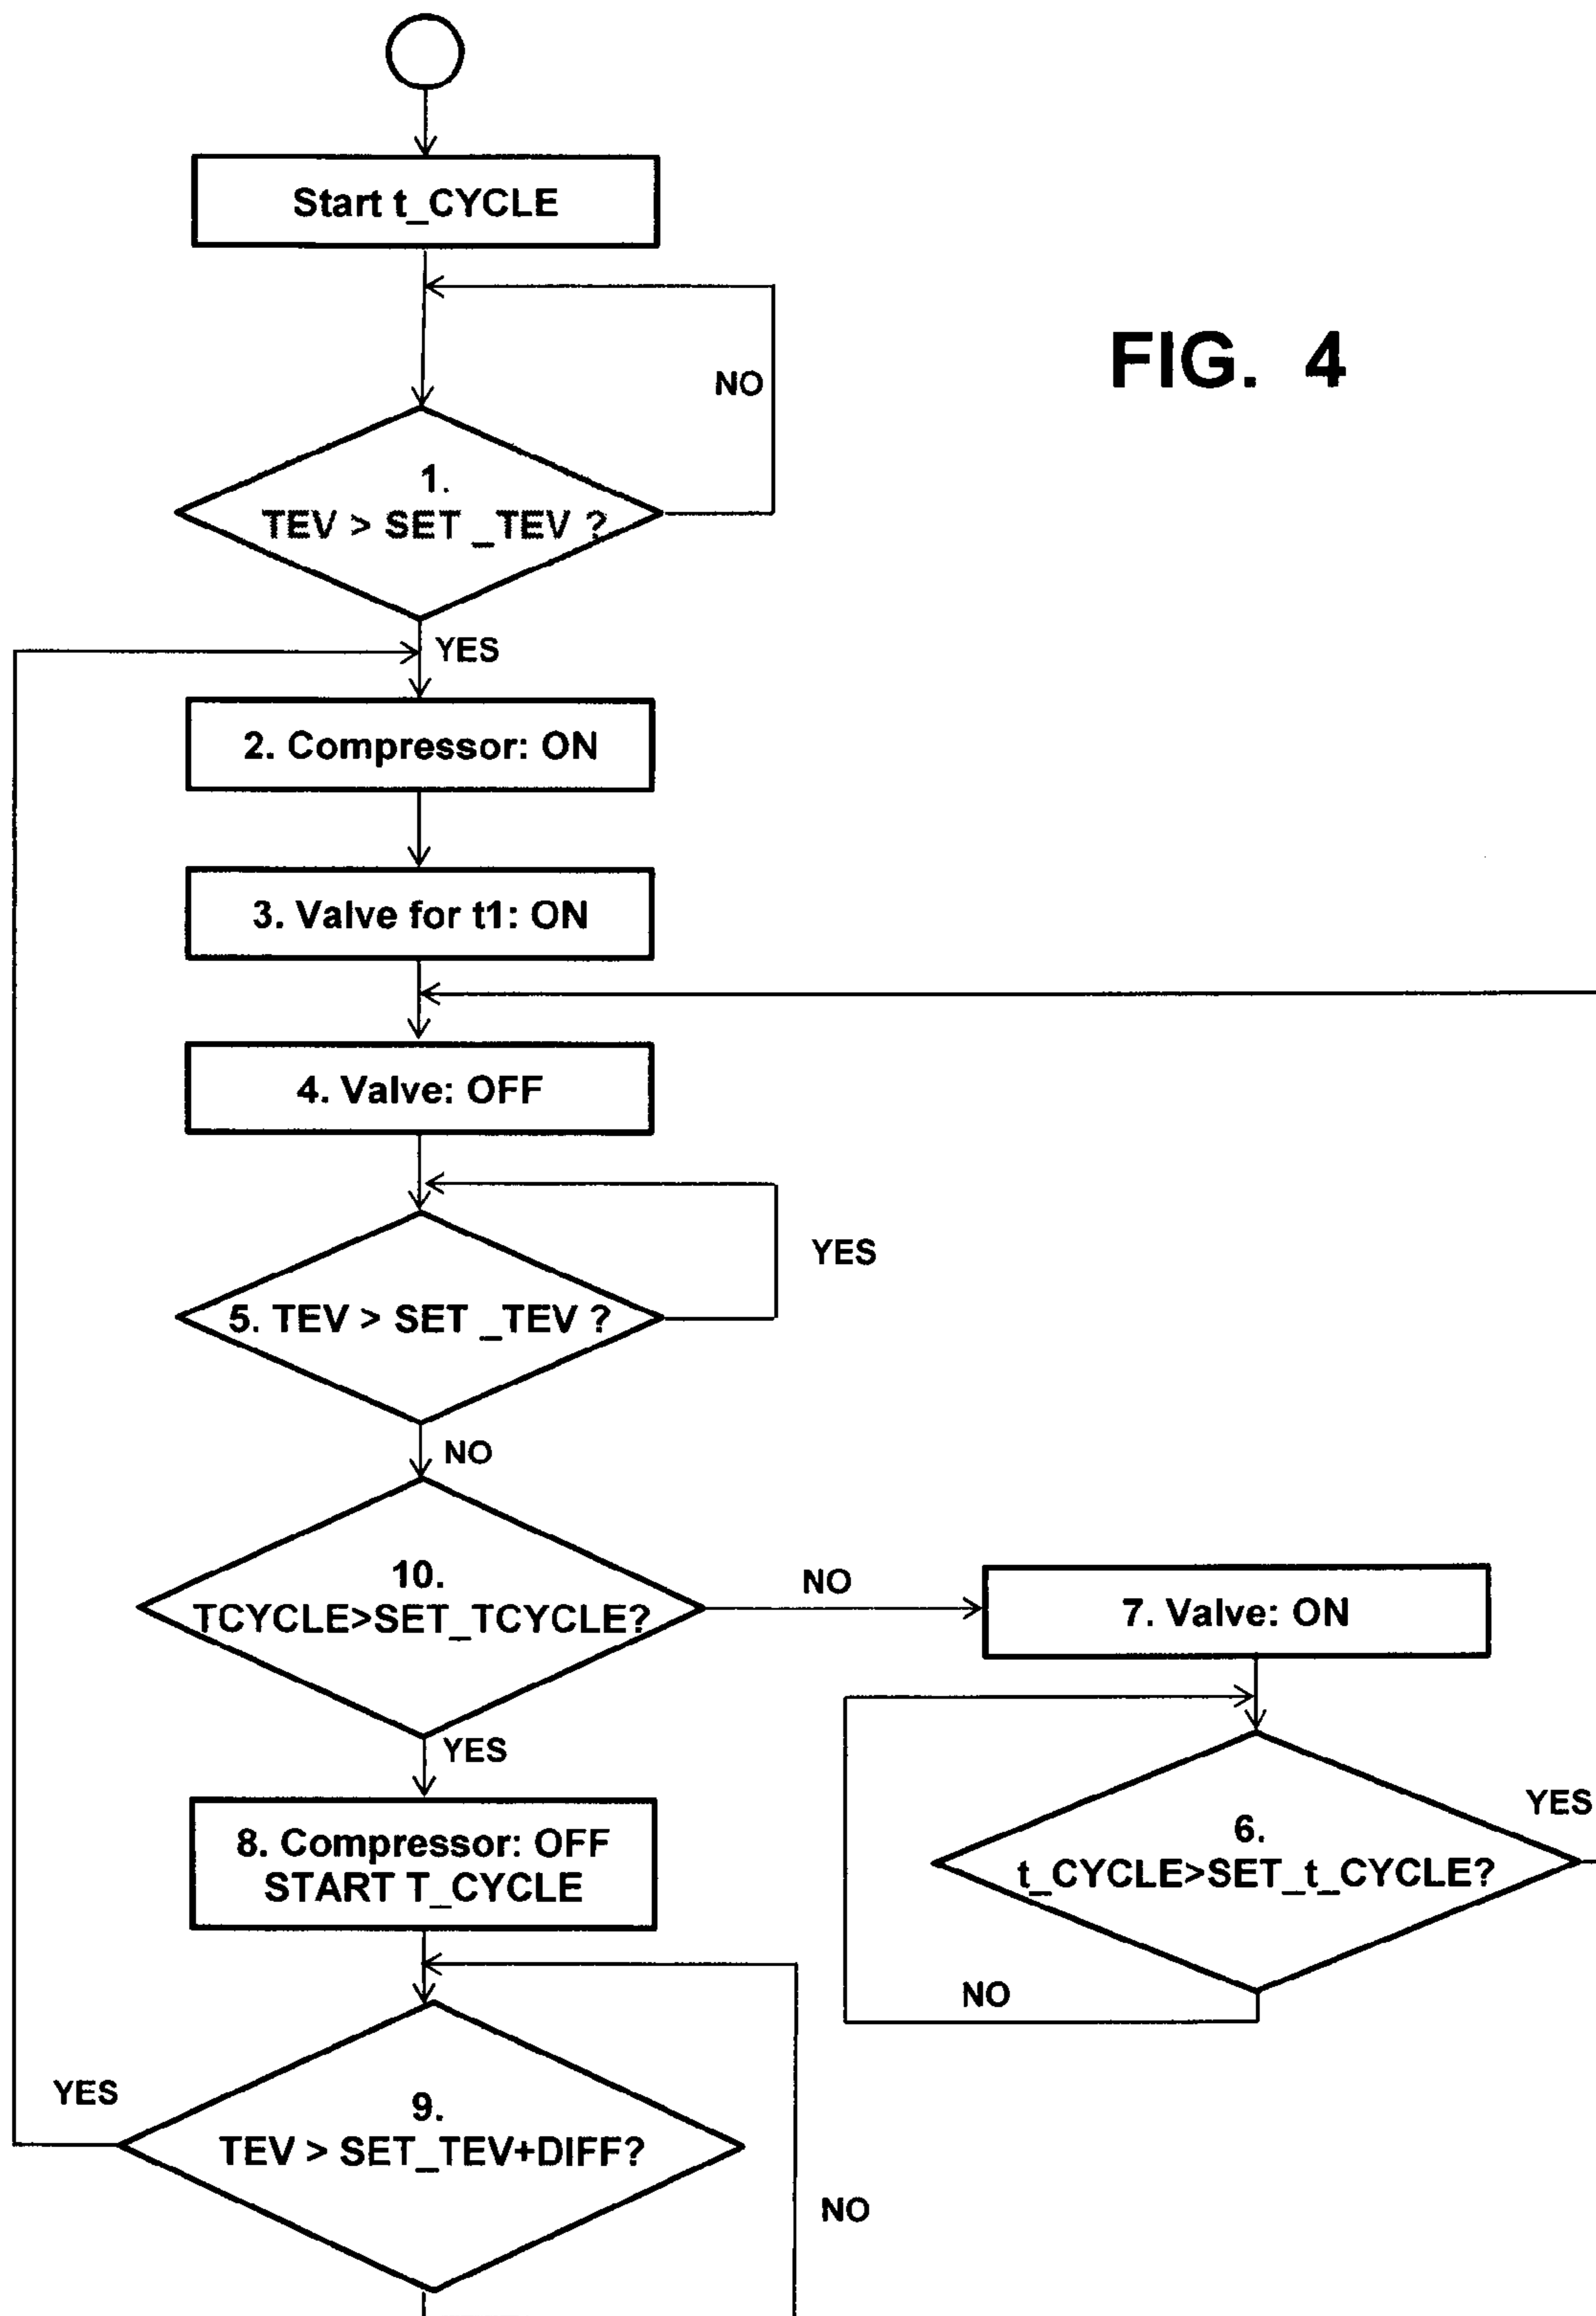 Start t_CYCLE
FIG. 4
NO
1.
TEV > SET _TEV ?
YES
2. Compressor: ON
3. Valve for t1: ON
4. Valve: OFF
YES
5. TEV > SET _TEV ?
NO
10.
TCYCLE>SET_TCYCLE?
NO
7. Valve: ON
YES
8. Compressor: OFF
START T_CYCLE
YES
6.
t_CYCLE>SET_t_CYCLE?
NO
YES
9.
TEV > SET_TEV+DIFF?
NO